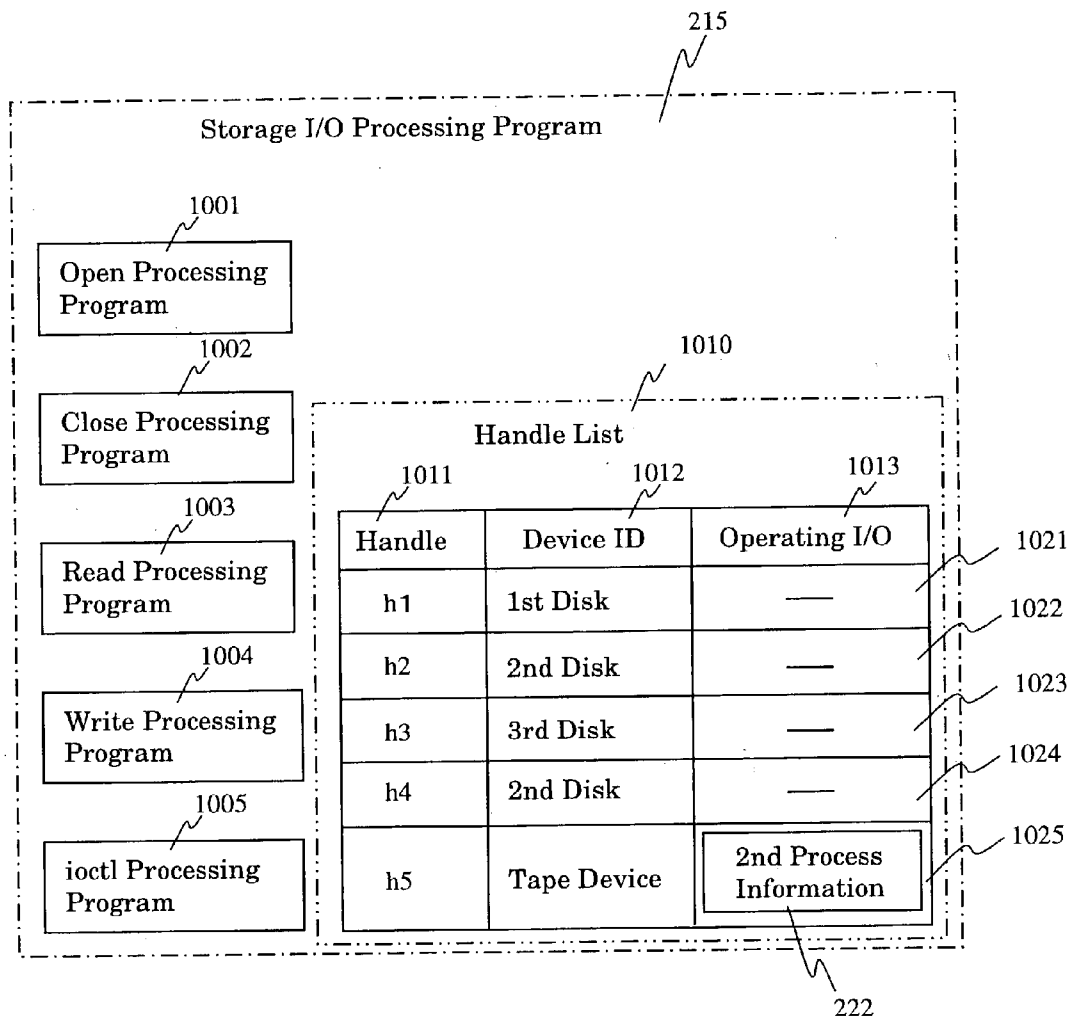 215
Storage I/O Processing Program
1001
Open Processing
Program
1002
Close Processing
Program
1003
Read Processing
Program
1004
Write Processing
Program
1005
ioctl Processing
Program
1010
Handle List
1011
1012
1013
Handle Device ID Operating I/O
h1 1st Disk —
1021
h2 2nd Disk —
1022
h3 3rd Disk —
1023
h4 2nd Disk —
1024
h5 Tape Device 2nd Process
Information
1025
222